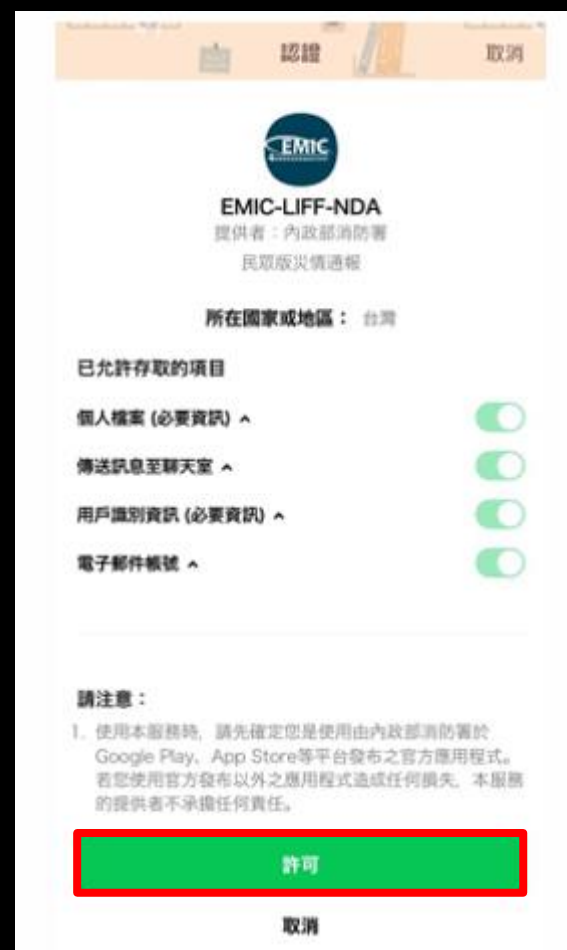 認證
取消
EMIC
EMIC-LIFF-NDA
提供者：內政部消防署
民眾版災情通報
所在國家或地區： 台灣
已允許存取的項目
個人檔案 (必要資訊) ^
傳送訊息至聊天室 ^
用戶識別資訊 (必要資訊) ^
電子郵件帳號 ^
請注意：
1. 使用本服務時，請先確定您是使用由內政部消防署於
Google Play、App Store等平台發布之官方應用程式。
若您使用官方發布以外之應用程式造成任何損失，本服務
的提供者不承擔任何責任。
許可
取消